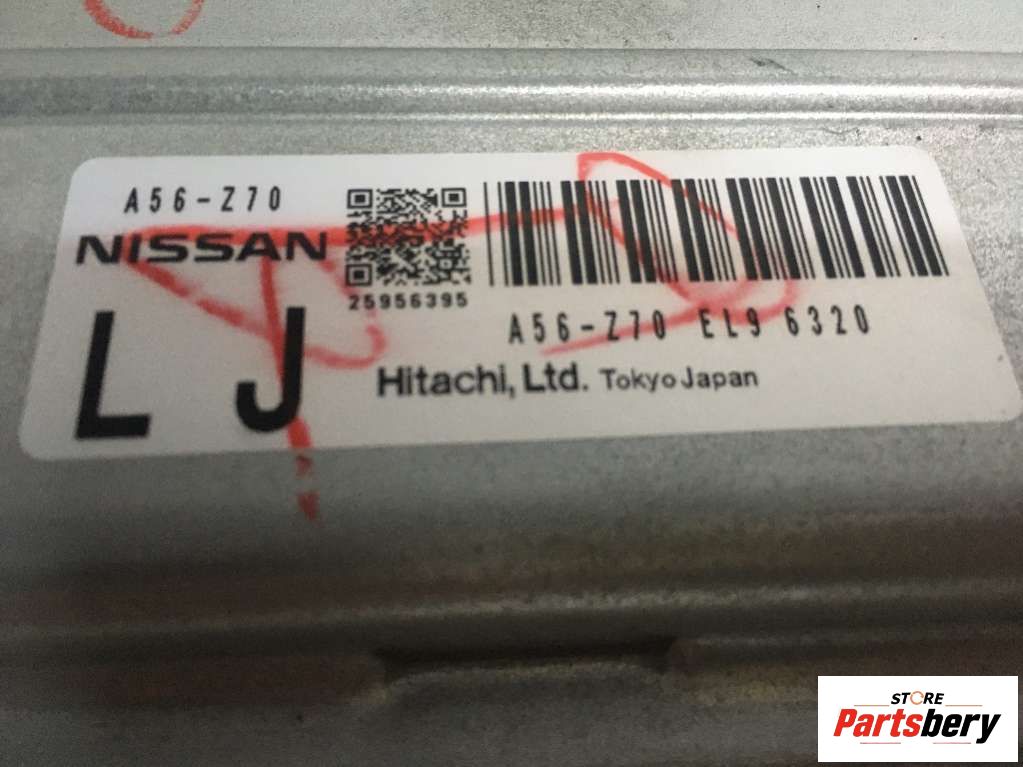 A56-Z70
NISSAN
25956395
L J
A56-Z70 EL9 6320
Hitachi, Ltd. Tokyo Japan
STORE
Partsbery